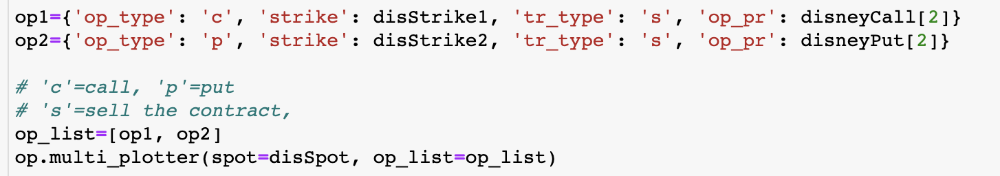 op1={'op_type': 'c', 'strike': disStrike1, 'tr_type': 's', 'op_pr': disneyCall[2]}
op2={'op_type': 'p', 'strike': disStrike2, 'tr_type': 's', 'op_pr': disneyPut[2]}
# 'c'=call, 'p'=put
# 's'=sell the contract,
op_list=[op1, op2]
op.multi_plotter(spot=disSpot, op_list=op_list)